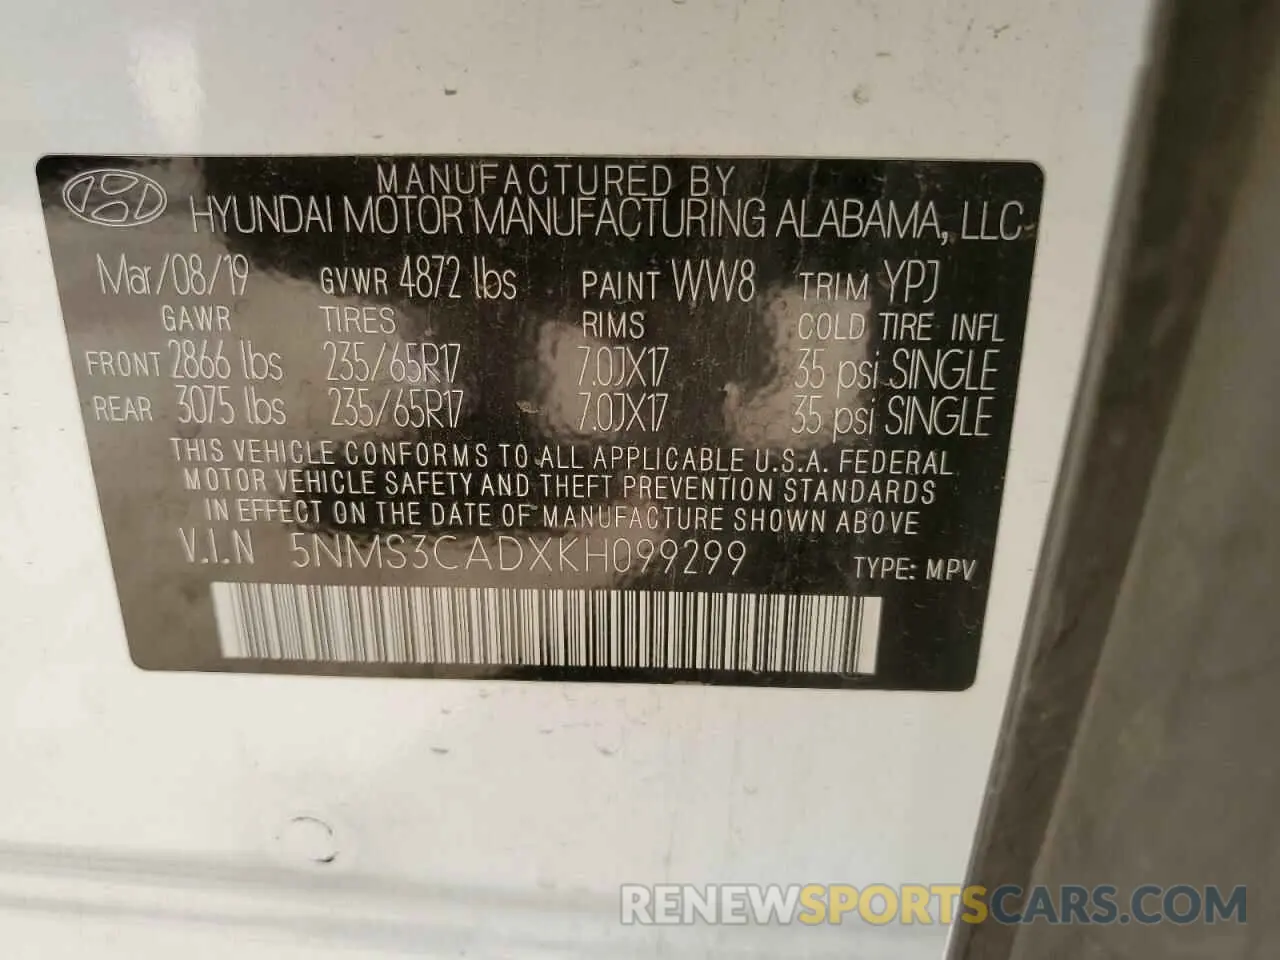 MANUFACTURED BY
HYUNDAI MOTOR MANUFACTURING ALABAMA, LLC
Mar/08/19 GVWR 4872 lbs PAINT WW8 TRIM YPJ
GAWR TIRES RIMS COLD TIRE INFL
FRONT 2866 lbs 235/65R17 7.0JX17 35 psi SINGLE
REAR 3075 lbs 235/65R17 7.0JX17 35 psi SINGLE
THIS VEHICLE CONFORMS TO ALL APPLICABLE U.S.A. FEDERAL
MOTOR VEHICLE SAFETY AND THEFT PREVENTION STANDARDS
IN EFFECT ON THE DATE OF MANUFACTURE SHOWN ABOVE
V.I.N 5NMS3CADXKH099299 TYPE: MPV
RENEWSPORTSCARS.COM